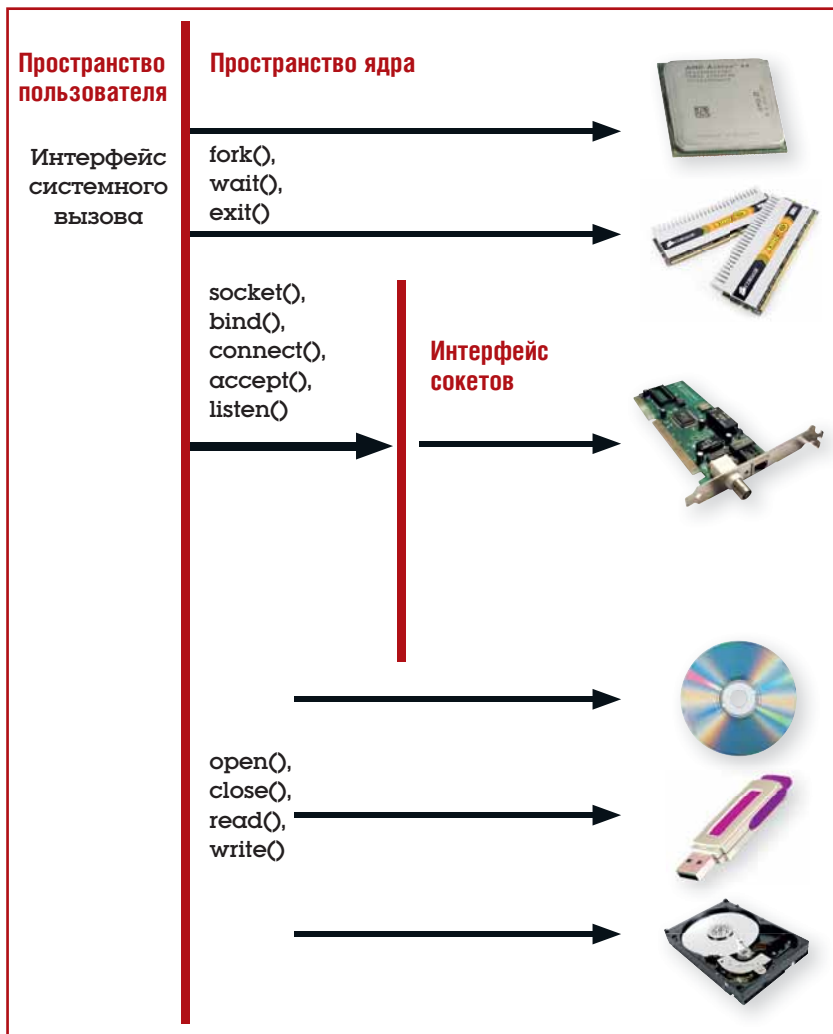 Пространство
пользователя
Пространство ядра
Интерфейс
системного
вызова
fork(),
wait(),
exit()
socket(),
bind(),
connect(),
accept(),
listen()
Интерфейс
сокетов
open(),
close(),
read(),
write()